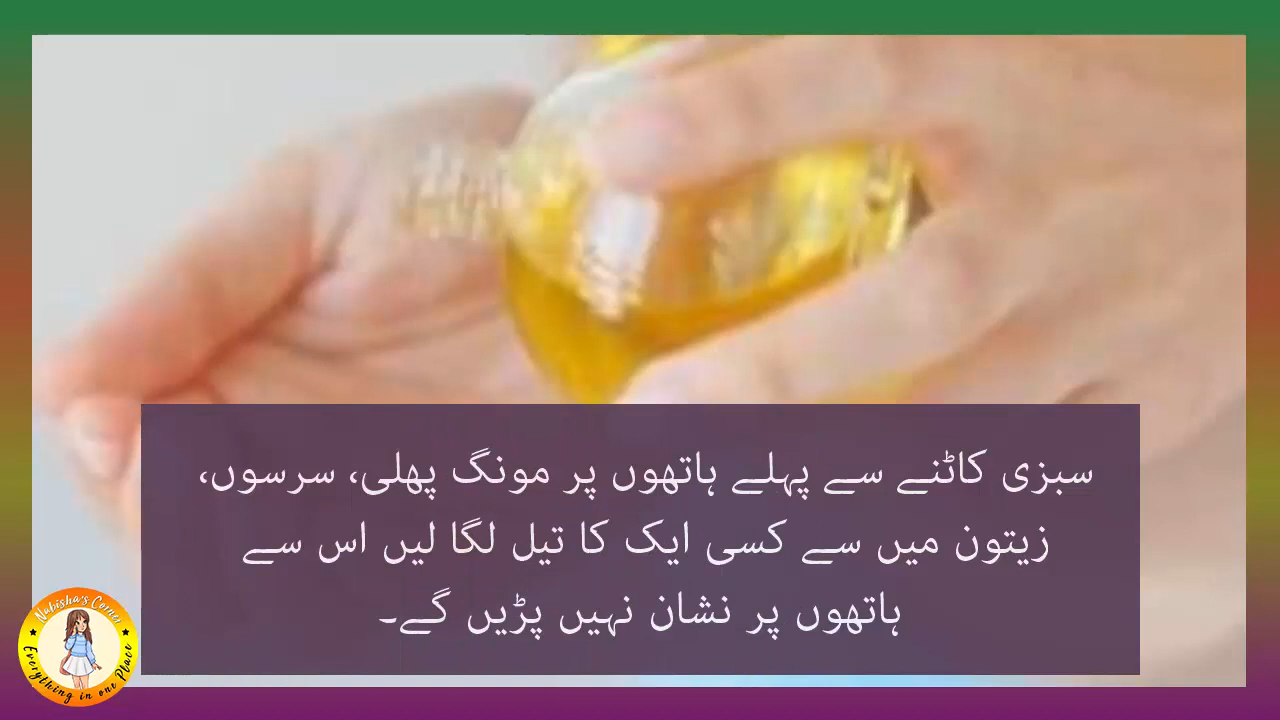 سبزی کاٹنے سے پہلے ہاتھوں پر مونگ پھلی، سرسوں،
زیتون میں سے کسی ایک کا تیل لگا لیں اس سے
ہاتھوں پر نشان نہیں پڑیں گے۔
Nabisha's Corner
Everything in one Place